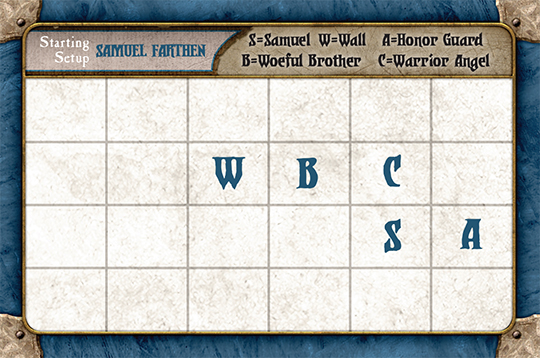 Starting Setup SAMUEL FARTHEN
S=Samuel W=Wall A=Honor Guard
B=Woeful Brother C=Warrior Angel
W B C
S A